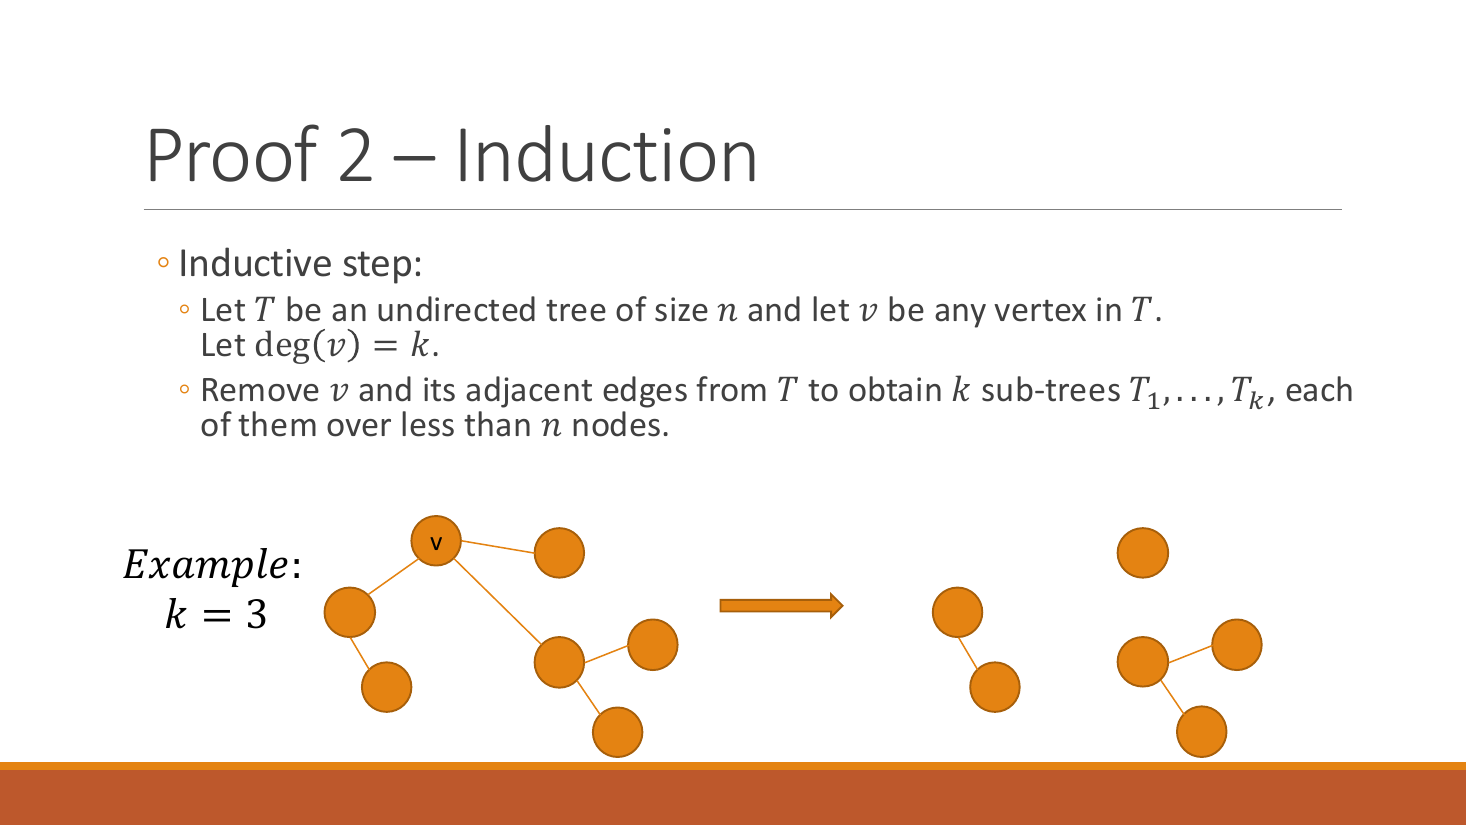 Proof 2 – Induction
◦ Inductive step:
◦ Let 𝑇 be an undirected tree of size 𝑛 and let 𝑣 be any vertex in 𝑇.
Let deg(𝑣) = 𝑘.
◦ Remove 𝑣 and its adjacent edges from 𝑇 to obtain 𝑘 sub-trees 𝑇₁, . . . , 𝑇ₖ, each
of them over less than 𝑛 nodes.
v
𝐸𝑥𝑎𝑚𝑝𝑙𝑒:
𝑘 = 3